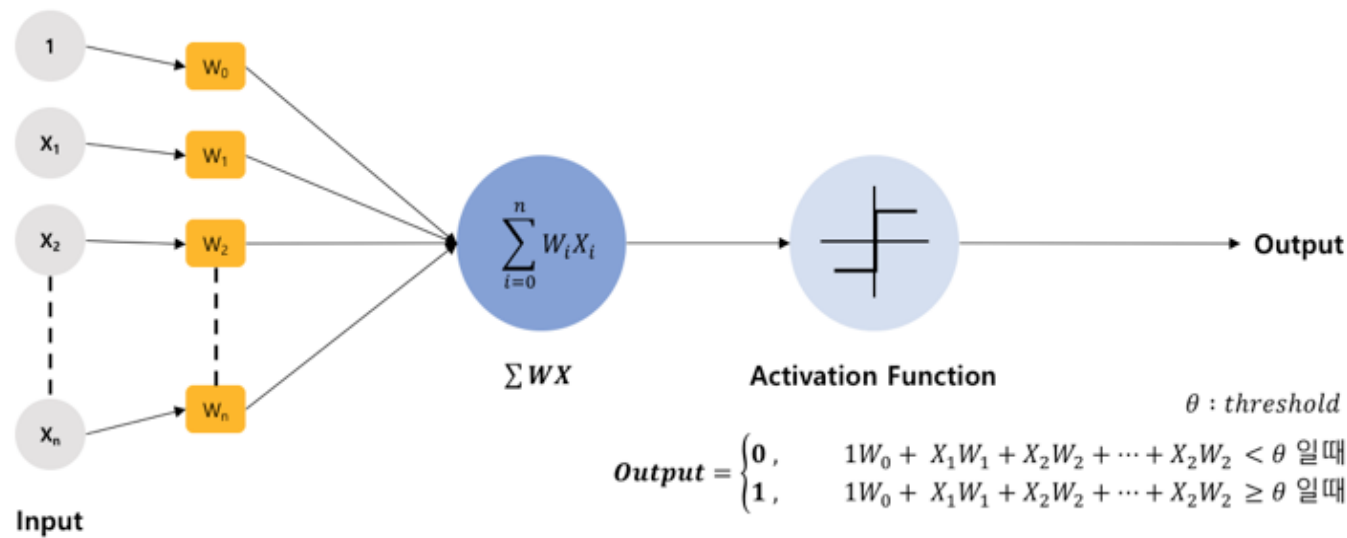 1
W₀
X₁
W₁
X₂
W₂
Xₙ
Wₙ
Input
n
∑ WᵢXᵢ
i=0
∑ WX
Activation Function
Output
θ : threshold
Output = {0 , 1W₀ + X₁W₁ + X₂W₂ + ⋯ + X₂W₂ < θ 일때
1 , 1W₀ + X₁W₁ + X₂W₂ + ⋯ + X₂W₂ ≥ θ 일때